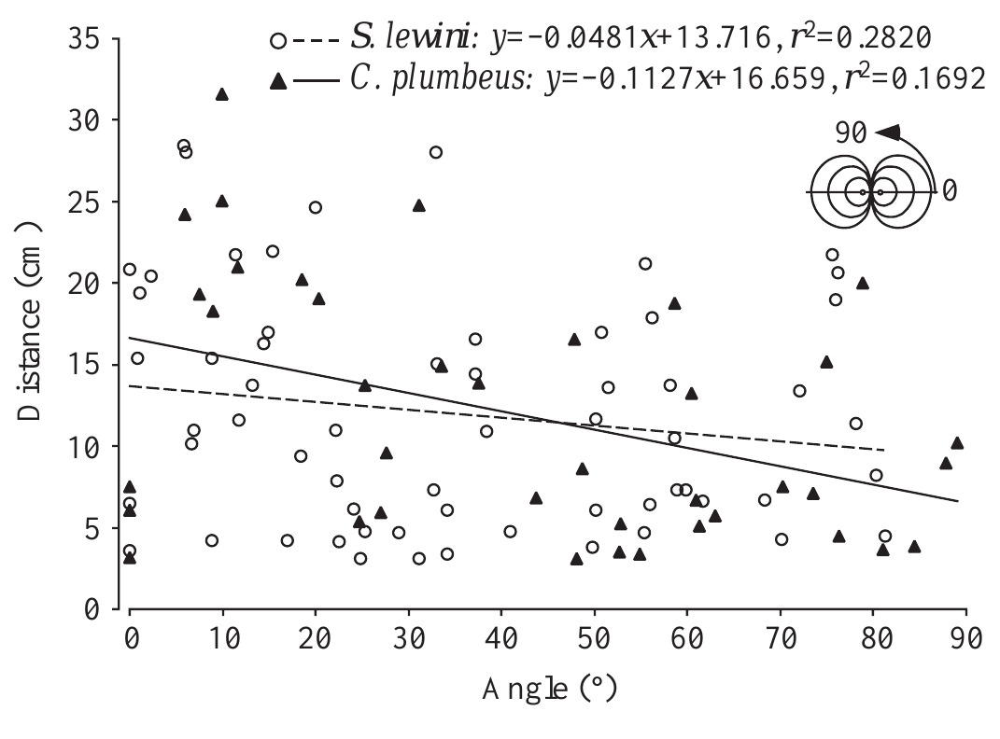 S. lewini: y=-0.0481x+13.716, r²=0.2820
C. plumbeus: y=-0.1127x+16.659, r²=0.1692
35
30
25
20
15
10
5
0
90
0
Distance (cm)
0 10 20 30 40 50 60 70 80 90
Angle (°)